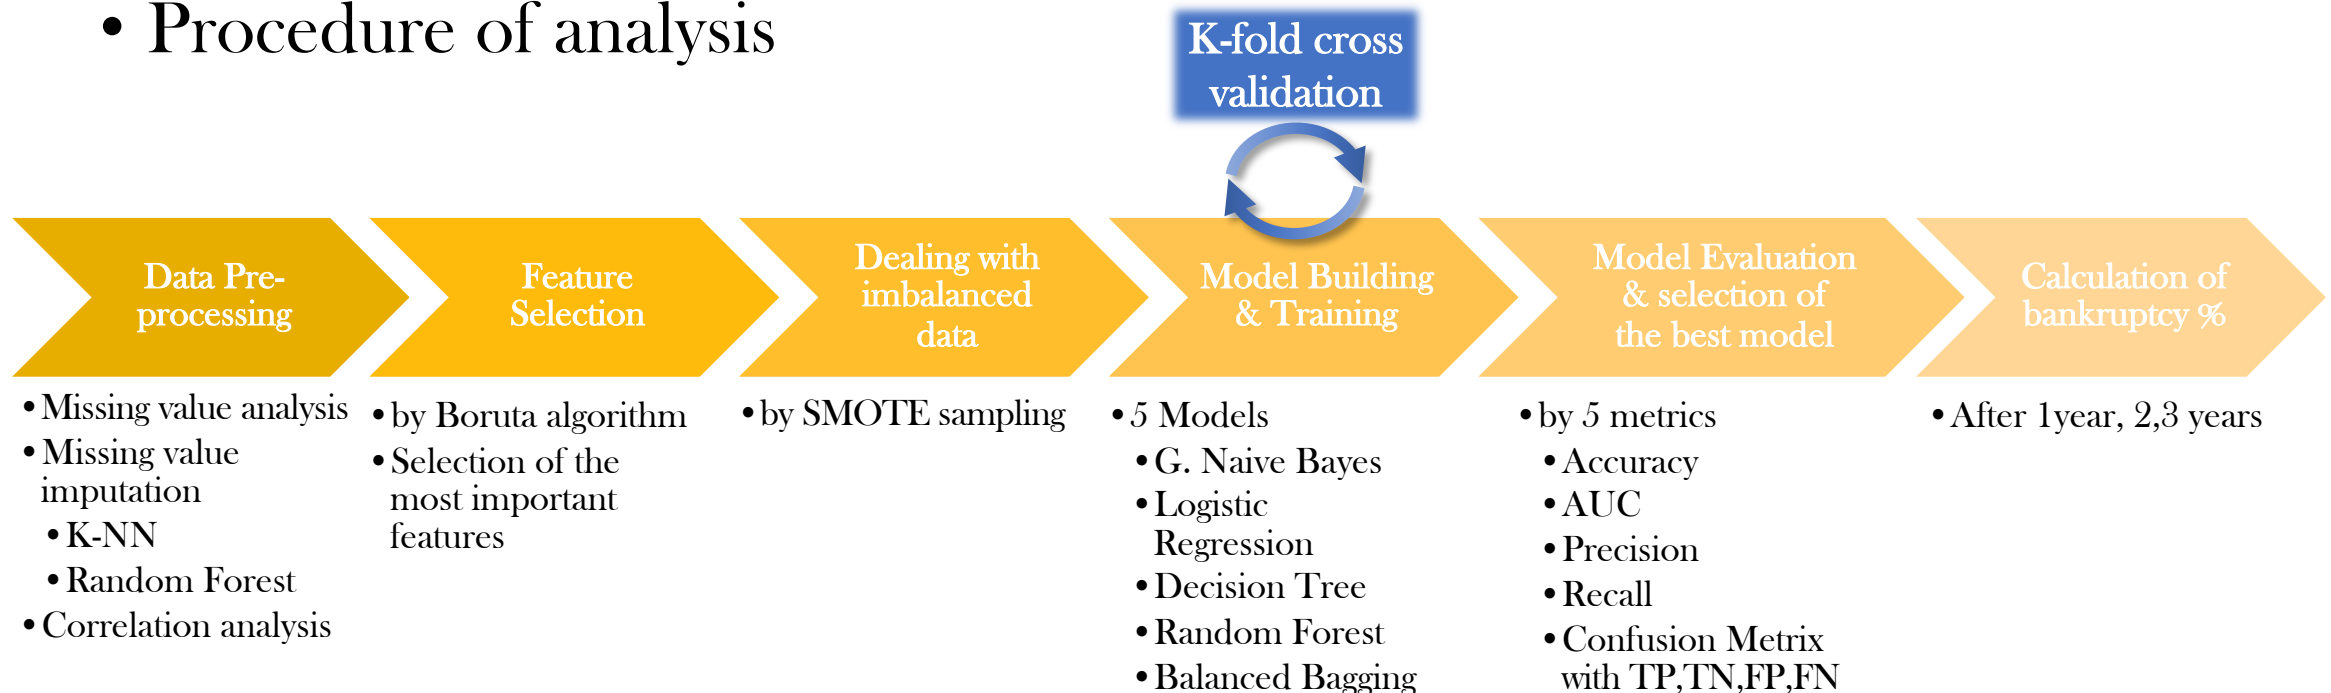 • Procedure of analysis
K-fold cross
validation
Data Pre-
processing
Feature
Selection
Dealing with
imbalanced
data
Model Building
& Training
Model Evaluation
& selection of
the best model
Calculation of
bankruptcy %
• Missing value analysis
• Missing value
imputation
• K-NN
• Random Forest
• Correlation analysis
• by Boruta algorithm
• Selection of the
most important
features
• by SMOTE sampling
• 5 Models
• G. Naive Bayes
• Logistic
Regression
• Decision Tree
• Random Forest
• Balanced Bagging
• by 5 metrics
• Accuracy
• AUC
• Precision
• Recall
• Confusion Metrix
with TP,TN,FP,FN
• After 1year, 2,3 years